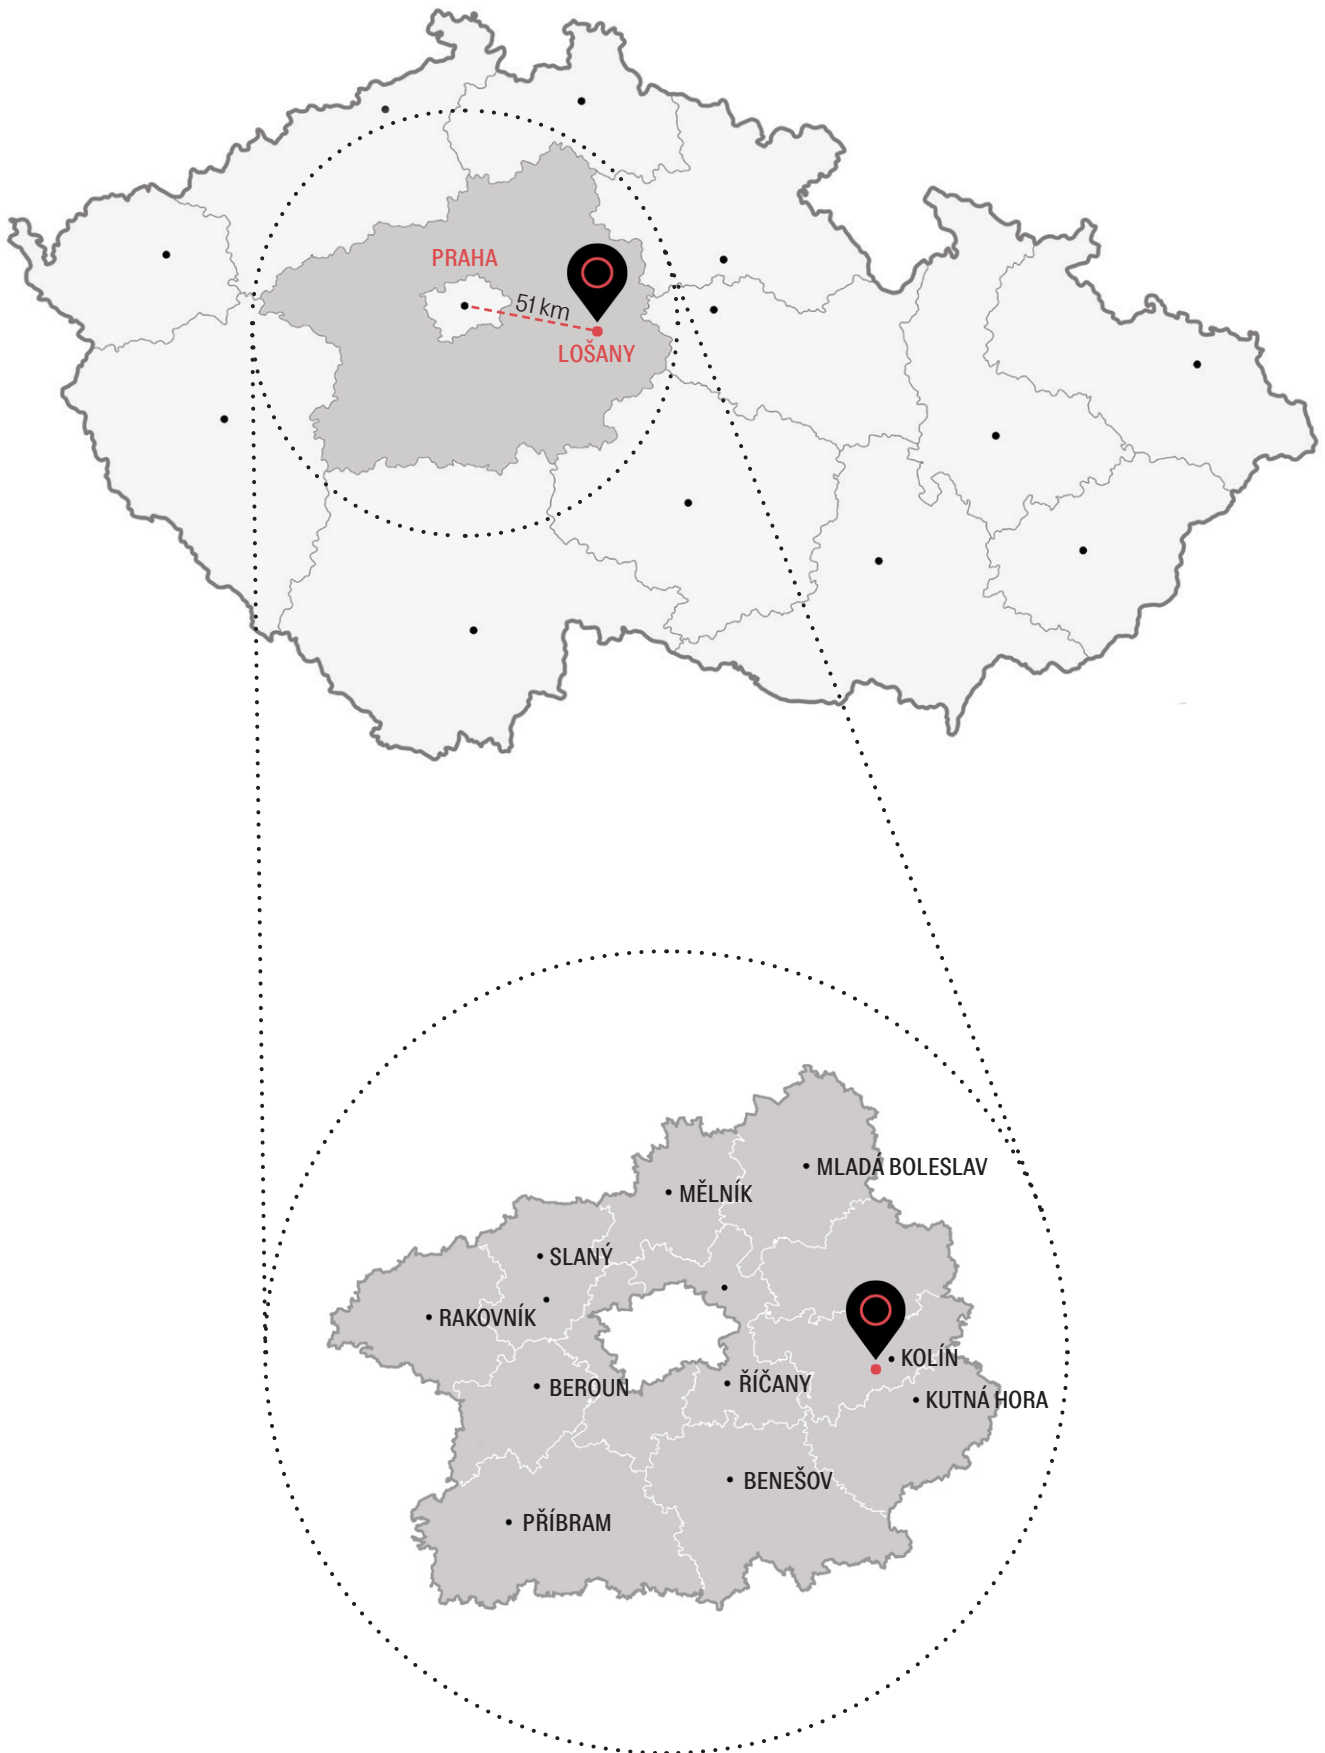 PRAHA
51 km
LOŠANY
MLADÁ BOLESLAV
MĚLNÍK
SLANÝ
RAKOVNÍK
KOLÍN
BEROUN
ŘÍČANY
KUTNÁ HORA
BENEŠOV
PŘÍBRAM